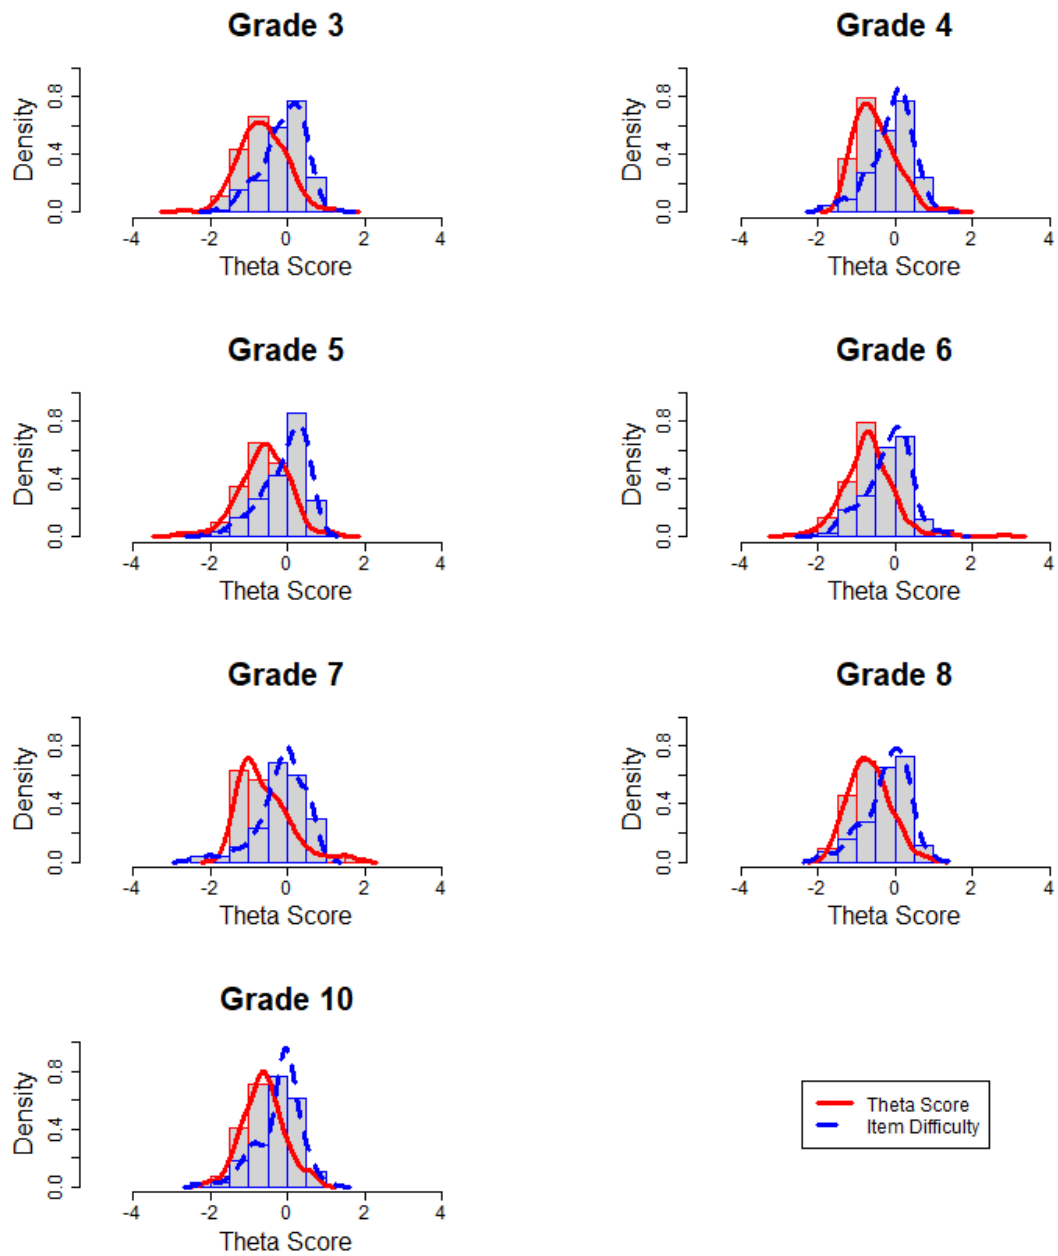 Grade 3
Density
0.0 0.4 0.8
-4 -2 0 2 4
Theta Score
Grade 4
Density
0.0 0.4 0.8
-4 -2 0 2 4
Theta Score
Grade 5
Density
0.0 0.4 0.8
-4 -2 0 2 4
Theta Score
Grade 6
Density
0.0 0.4 0.8
-4 -2 0 2 4
Theta Score
Grade 7
Density
0.0 0.4 0.8
-4 -2 0 2 4
Theta Score
Grade 8
Density
0.0 0.4 0.8
-4 -2 0 2 4
Theta Score
Grade 10
Density
0.0 0.4 0.8
-4 -2 0 2 4
Theta Score
Theta Score
Item Difficulty